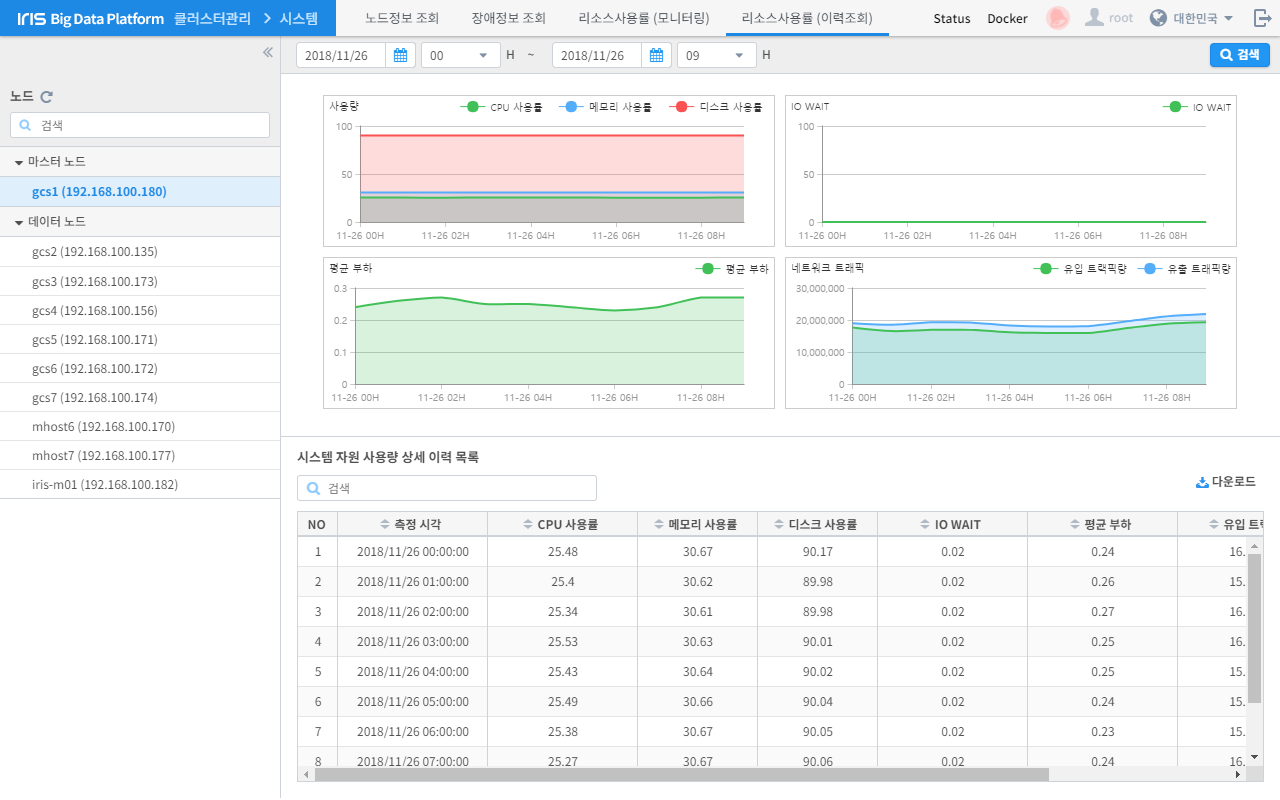 IRIS Big Data Platform 클러스터관리 시스템 노드정보 조회 장애정보 조회 리소스사용률 (모니터링) 리소스사용률 (이력조회) Status Docker root 대한민국
2018/11/26 00 H ~ 2018/11/26 09 H 검색
노드
검색
마스터 노드
gcs1 (192.168.100.180)
데이터 노드
gcs2 (192.168.100.135)
gcs3 (192.168.100.173)
gcs4 (192.168.100.156)
gcs5 (192.168.100.171)
gcs6 (192.168.100.172)
gcs7 (192.168.100.174)
mhost6 (192.168.100.170)
mhost7 (192.168.100.177)
iris-m01 (192.168.100.182)
사용량 CPU 사용률 메모리 사용률 디스크 사용률
100
50
0
11-26 00H 11-26 02H 11-26 04H 11-26 06H 11-26 08H
IO WAIT IO WAIT
100
50
0
11-26 00H 11-26 02H 11-26 04H 11-26 06H 11-26 08H
평균 부하 평균 부하
0.3
0.2
0.1
0
11-26 00H 11-26 02H 11-26 04H 11-26 06H 11-26 08H
네트워크 트래픽 유입 트랙픽량 유출 트래픽량
30,000,000
20,000,000
10,000,000
0
11-26 00H 11-26 02H 11-26 04H 11-26 06H 11-26 08H
시스템 자원 사용량 상세 이력 목록
검색 다운로드
NO 측정 시각 CPU 사용률 메모리 사용률 디스크 사용률 IO WAIT 평균 부하 유입
1 2018/11/26 00:00:00 25.48 30.67 90.17 0.02 0.24 16.
2 2018/11/26 01:00:00 25.4 30.62 89.98 0.02 0.26 15.
3 2018/11/26 02:00:00 25.34 30.61 89.98 0.02 0.27 16.
4 2018/11/26 03:00:00 25.53 30.63 90.01 0.02 0.25 16.
5 2018/11/26 04:00:00 25.43 30.64 90.02 0.02 0.25 15.
6 2018/11/26 05:00:00 25.49 30.66 90.04 0.02 0.24 15.
7 2018/11/26 06:00:00 25.38 30.67 90.05 0.02 0.23 15.
8 2018/11/26 07:00:00 25.27 30.67 90.06 0.02 0.24 16.